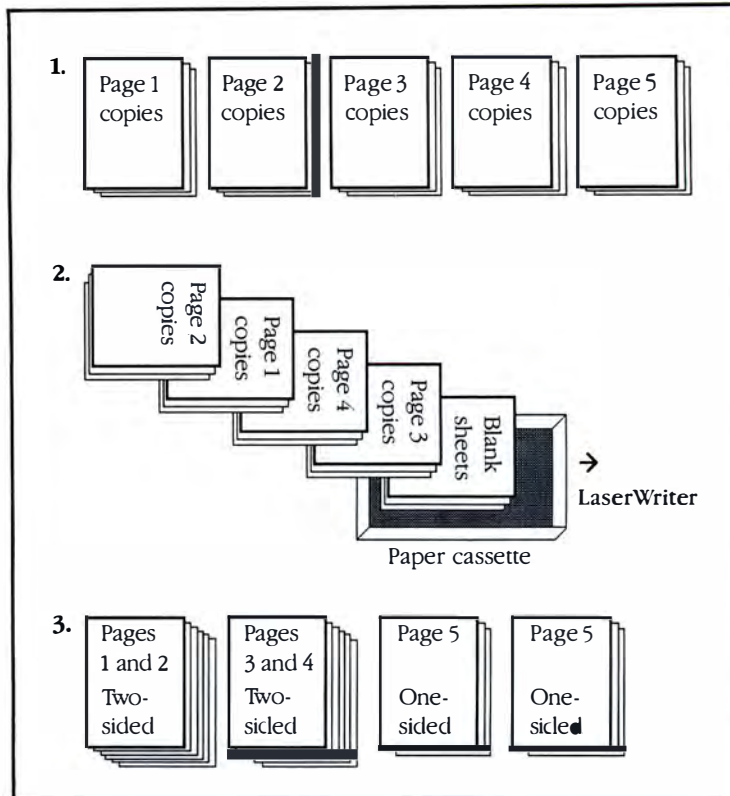 1.
Page 1
copies
Page 2
copies
Page 3
copies
Page 4
copies
Page 5
copies
2.
Page 2
copies
Page 1
copies
Page 4
copies
Page 3
copies
Blank
sheets
→
LaserWriter
Paper cassette
3.
Pages
1 and 2
Two-
sided
Pages
3 and 4
Two-
sided
Page 5
One-
sided
Page 5
One-
sided